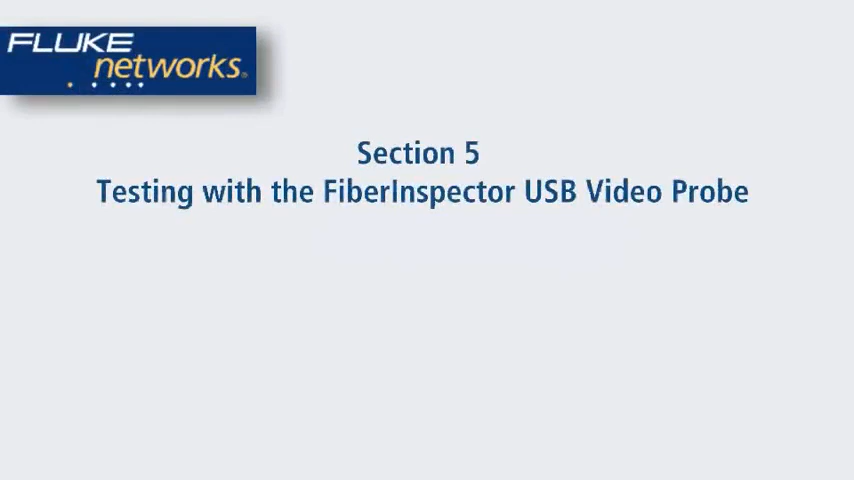 FLUKE
networks®
Section 5
Testing with the FiberInspector USB Video Probe